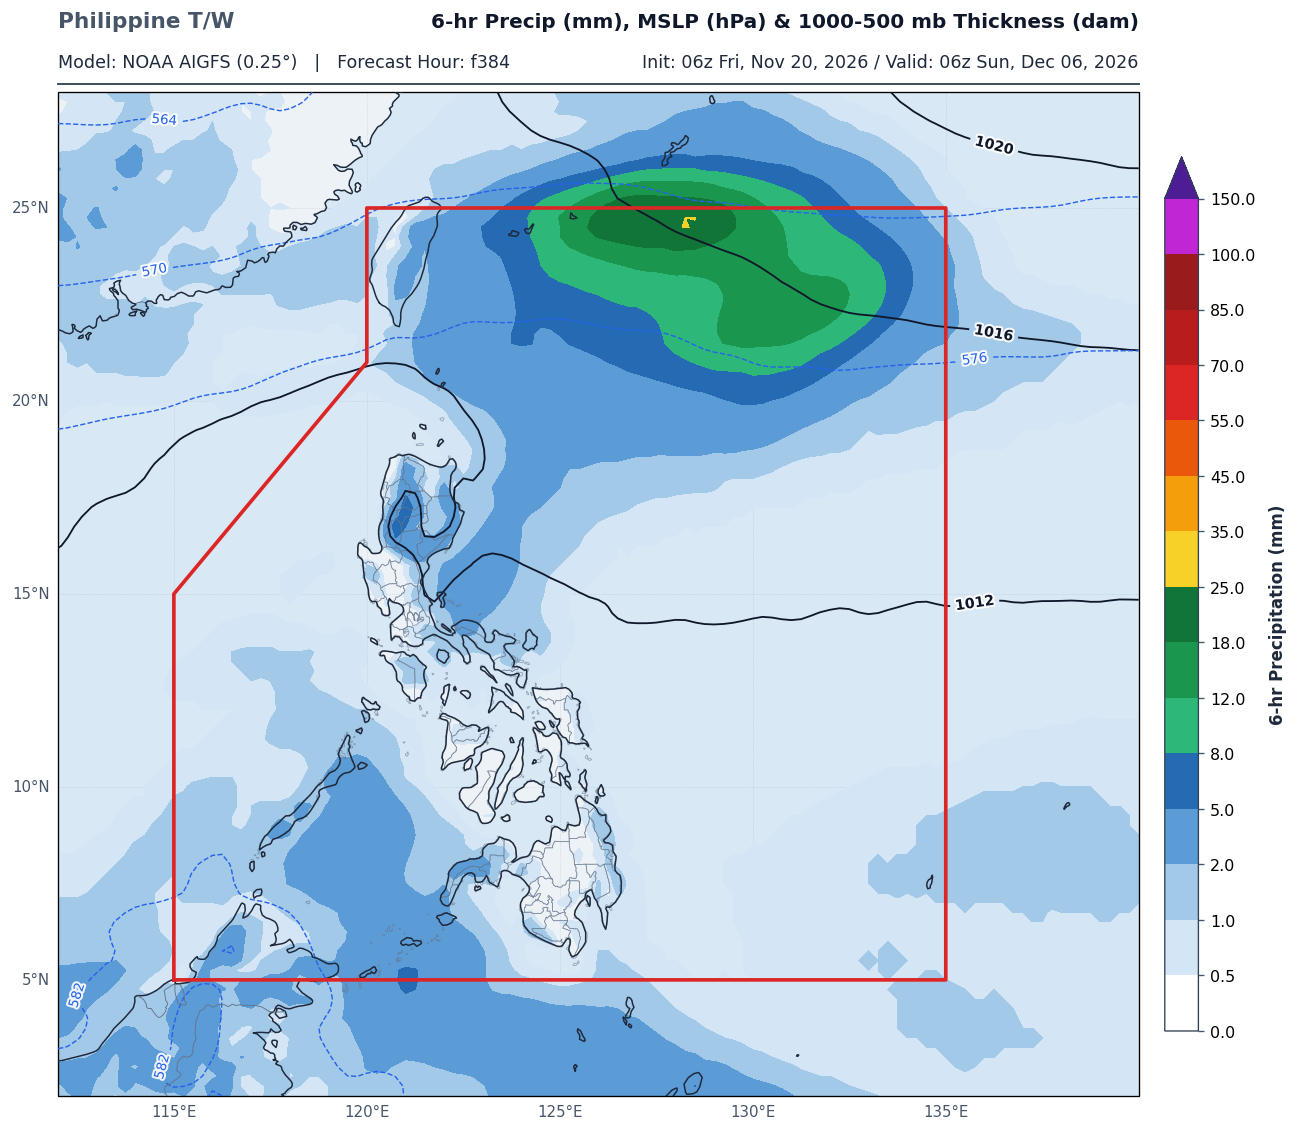 Philippine T/W
6-hr Precip (mm), MSLP (hPa) & 1000-500 mb Thickness (dam)
Model: NOAA AIGFS (0.25°) | Forecast Hour: f384
Init: 06z Fri, Nov 20, 2026 / Valid: 06z Sun, Dec 06, 2026
564
1020
25°N
570
1016
576
20°N
15°N
1012
10°N
5°N
582
582
115°E
120°E
125°E
130°E
135°E
150.0
100.0
85.0
70.0
55.0
45.0
35.0
25.0
18.0
12.0
8.0
5.0
2.0
1.0
0.5
0.0
6-hr Precipitation (mm)